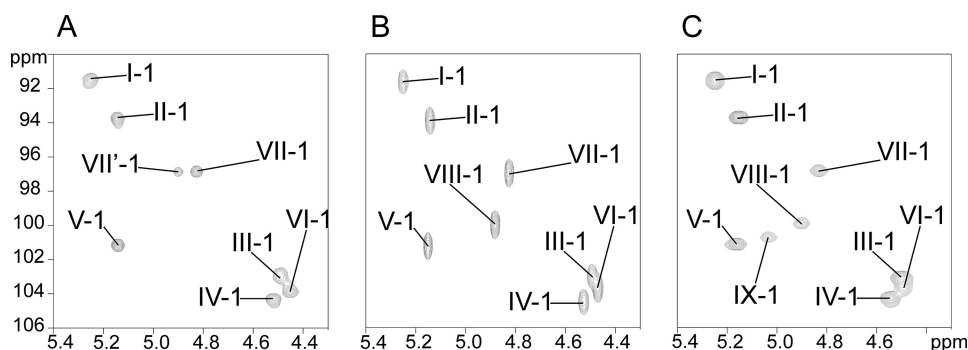 A
B
C
ppm
92
94
96
98
100
102
104
106
I-1
II-1
VII'-1
VII-1
V-1
VI-1
III-1
IV-1
5.4 5.2 5.0 4.8 4.6 4.4
I-1
II-1
VII-1
VIII-1
V-1
VI-1
III-1
IV-1
5.4 5.2 5.0 4.8 4.6 4.4
I-1
II-1
VII-1
VIII-1
V-1
VI-1
III-1
IX-1
IV-1
5.4 5.2 5.0 4.8 4.6 ppm